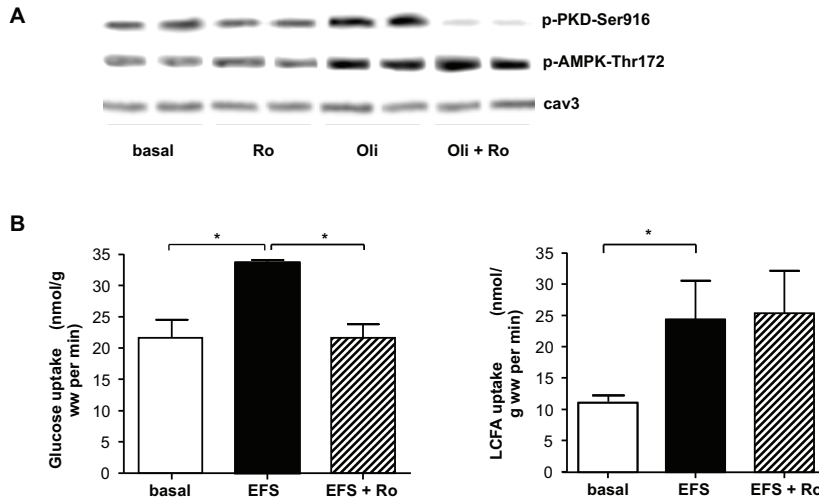 A
p-PKD-Ser916
p-AMPK-Thr172
cav3
basal Ro Oli Oli + Ro
B
* *
Glucose uptake (nmol/g
ww per min)
35
30
25
20
15
10
5
0
basal EFS EFS + Ro
*
LCFA uptake (nmol/
g ww per min)
35
30
25
20
15
10
5
0
basal EFS EFS + Ro